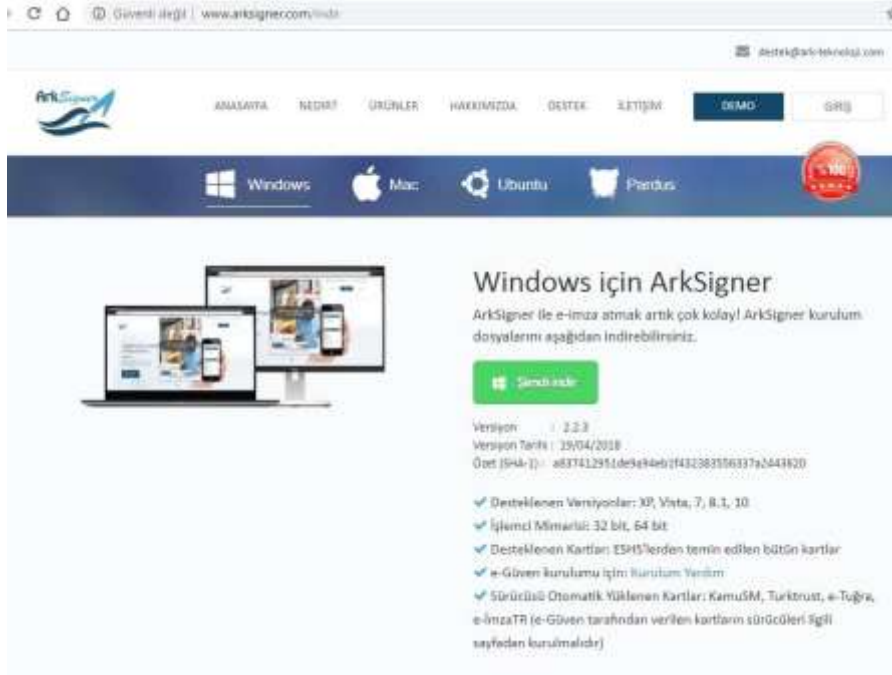 Güvenli değil | www.arksigner.com/indir
destek@ark-teknoloji.com
ArkSigner
ANASAYFA NEDİR? ÜRÜNLER HAKKIMIZDA DESTEK İLETİŞİM DEMO GİRİŞ
Windows Mac Ubuntu Pardus
%100
Windows için ArkSigner
ArkSigner ile e-imza atmak artık çok kolay! ArkSigner kurulum
dosyalarını aşağıdan indirebilirsiniz.
Şimdi indir
Versiyon : 2.2.3
Versiyon Tarihi : 19/04/2018
Özet (SHA-1) :
Desteklenen Versiyonlar: XP, Vista, 7, 8.1, 10
İşlemci Mimarisi: 32 bit, 64 bit
Desteklenen Kartlar: ESHS'lerden temin edilen bütün kartlar
e-Güven kurulumu için: Kurulum Yardım
Sürücüsü Otomatik Yüklenen Kartlar: KamuSM, Turktrust, e-Tuğra,
e-İmzaTR (e-Güven tarafından verilen kartların sürücüleri ilgili
sayfadan kurulmalıdır)